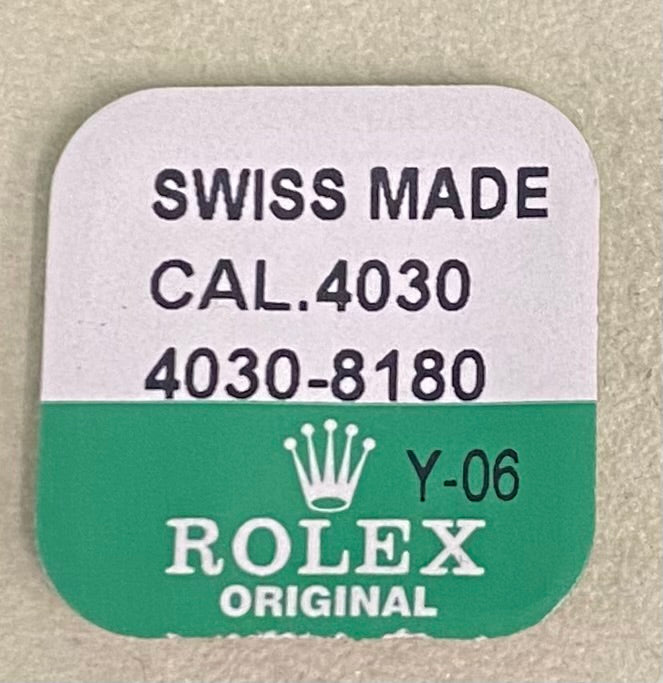 SWISS MADE
CAL.4030
4030-8180
Y-06
ROLEX
ORIGINAL